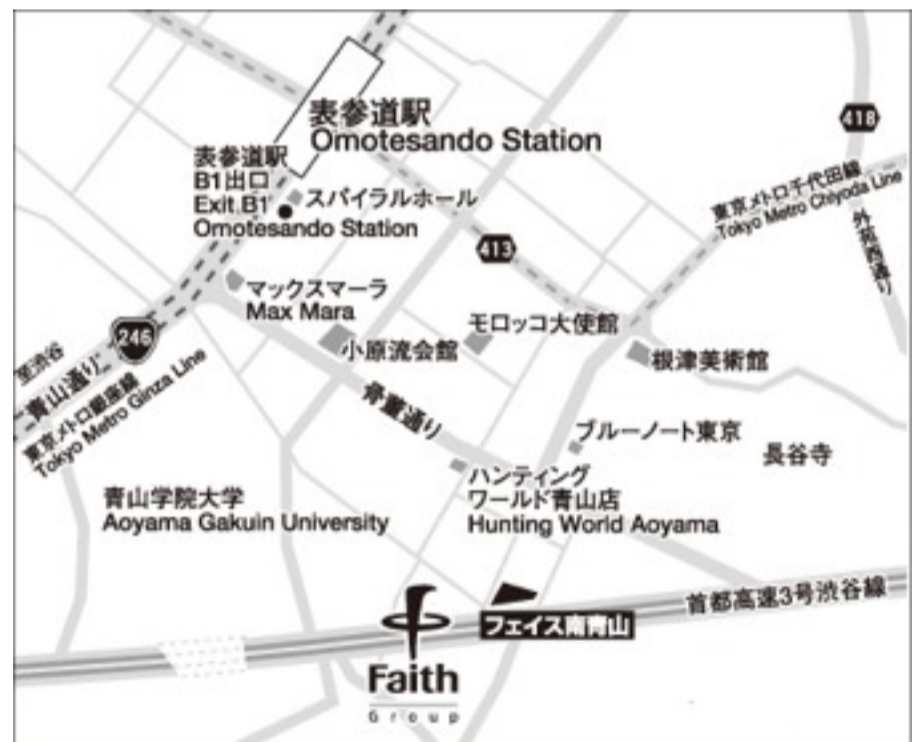 表参道駅
Omotesando Station
418
表参道駅
B1出口
Exit B1
Omotesando Station
スパイラルホール
東京メトロ千代田線
Tokyo Metro Chiyoda Line
外苑西通り
413
マックスマーラ
Max Mara
モロッコ大使館
246
小原流会館
根津美術館
至渋谷
青山通り
東京メトロ銀座線
Tokyo Metro Ginza Line
骨董通り
ブルーノート東京
長谷寺
ハンティング
ワールド青山店
Hunting World Aoyama
青山学院大学
Aoyama Gakuin University
首都高速3号渋谷線
フェイス南青山
Faith
Group